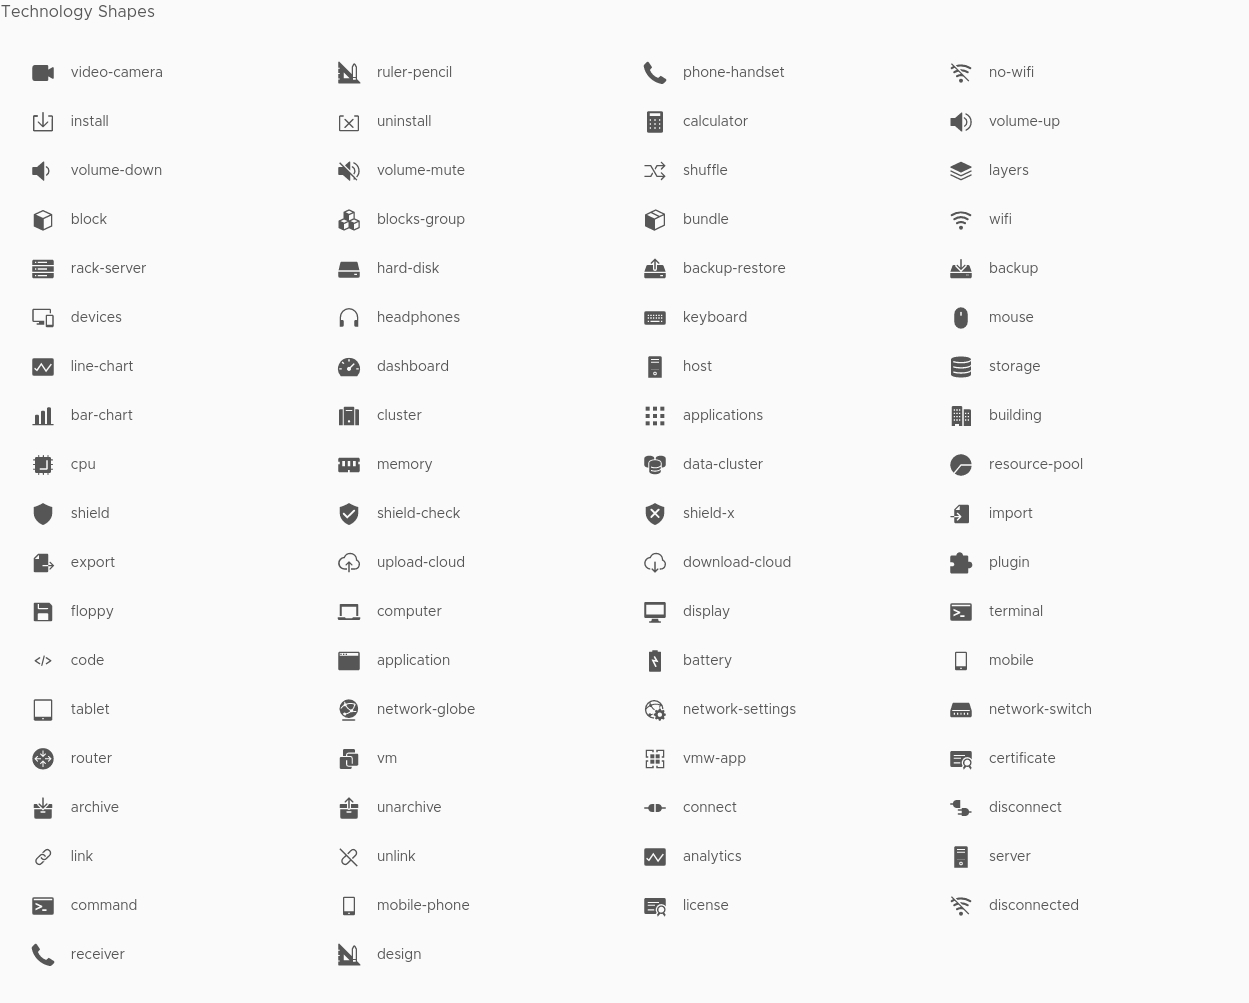 Technology Shapes
video-camera ruler-pencil phone-handset no-wifi
install uninstall calculator volume-up
volume-down volume-mute shuffle layers
block blocks-group bundle wifi
rack-server hard-disk backup-restore backup
devices headphones keyboard mouse
line-chart dashboard host storage
bar-chart cluster applications building
cpu memory data-cluster resource-pool
shield shield-check shield-x import
export upload-cloud download-cloud plugin
floppy computer display terminal
code application battery mobile
tablet network-globe network-settings network-switch
router vm vmw-app certificate
archive unarchive connect disconnect
link unlink analytics server
command mobile-phone license disconnected
receiver design